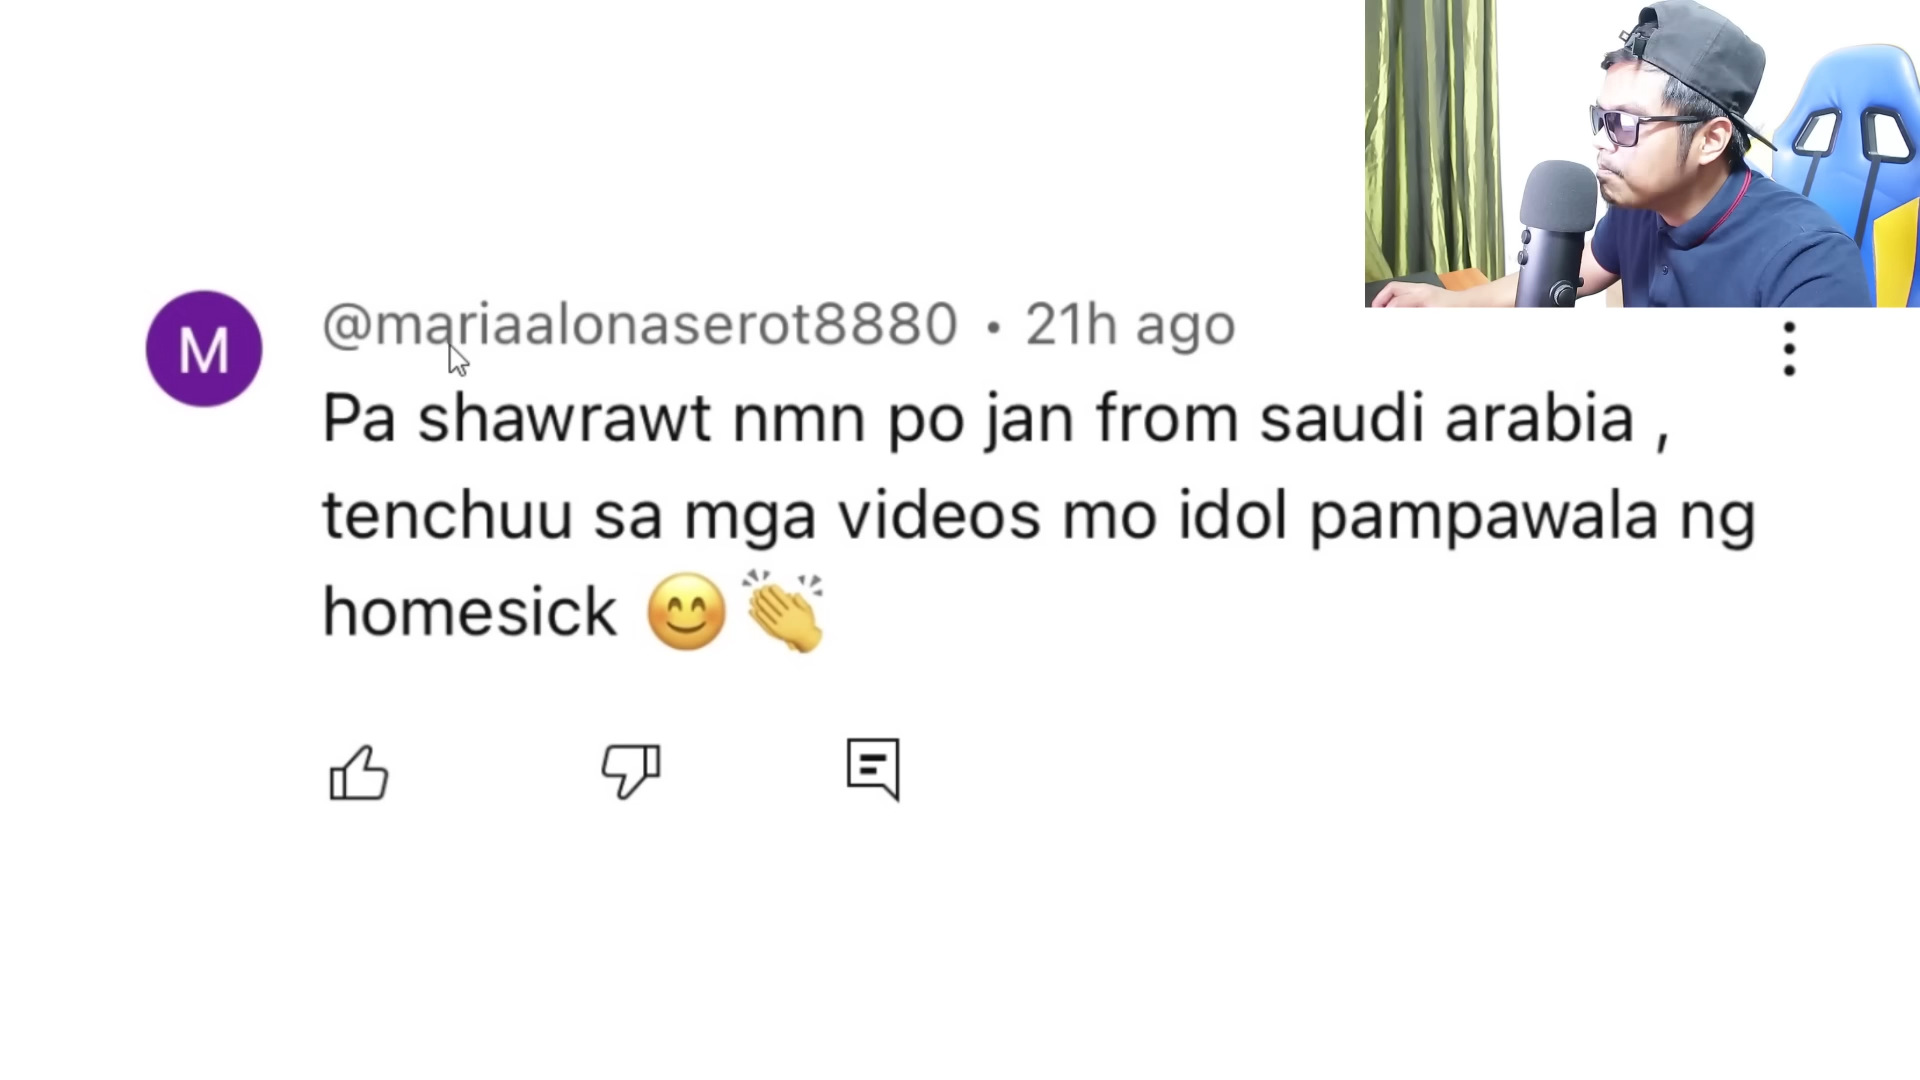 M
@mariaalonaserot8880 • 21h ago
Pa shawrawt nmn po jan from saudi arabia ,
tenchuu sa mga videos mo idol pampawala ng
homesick 😊👏